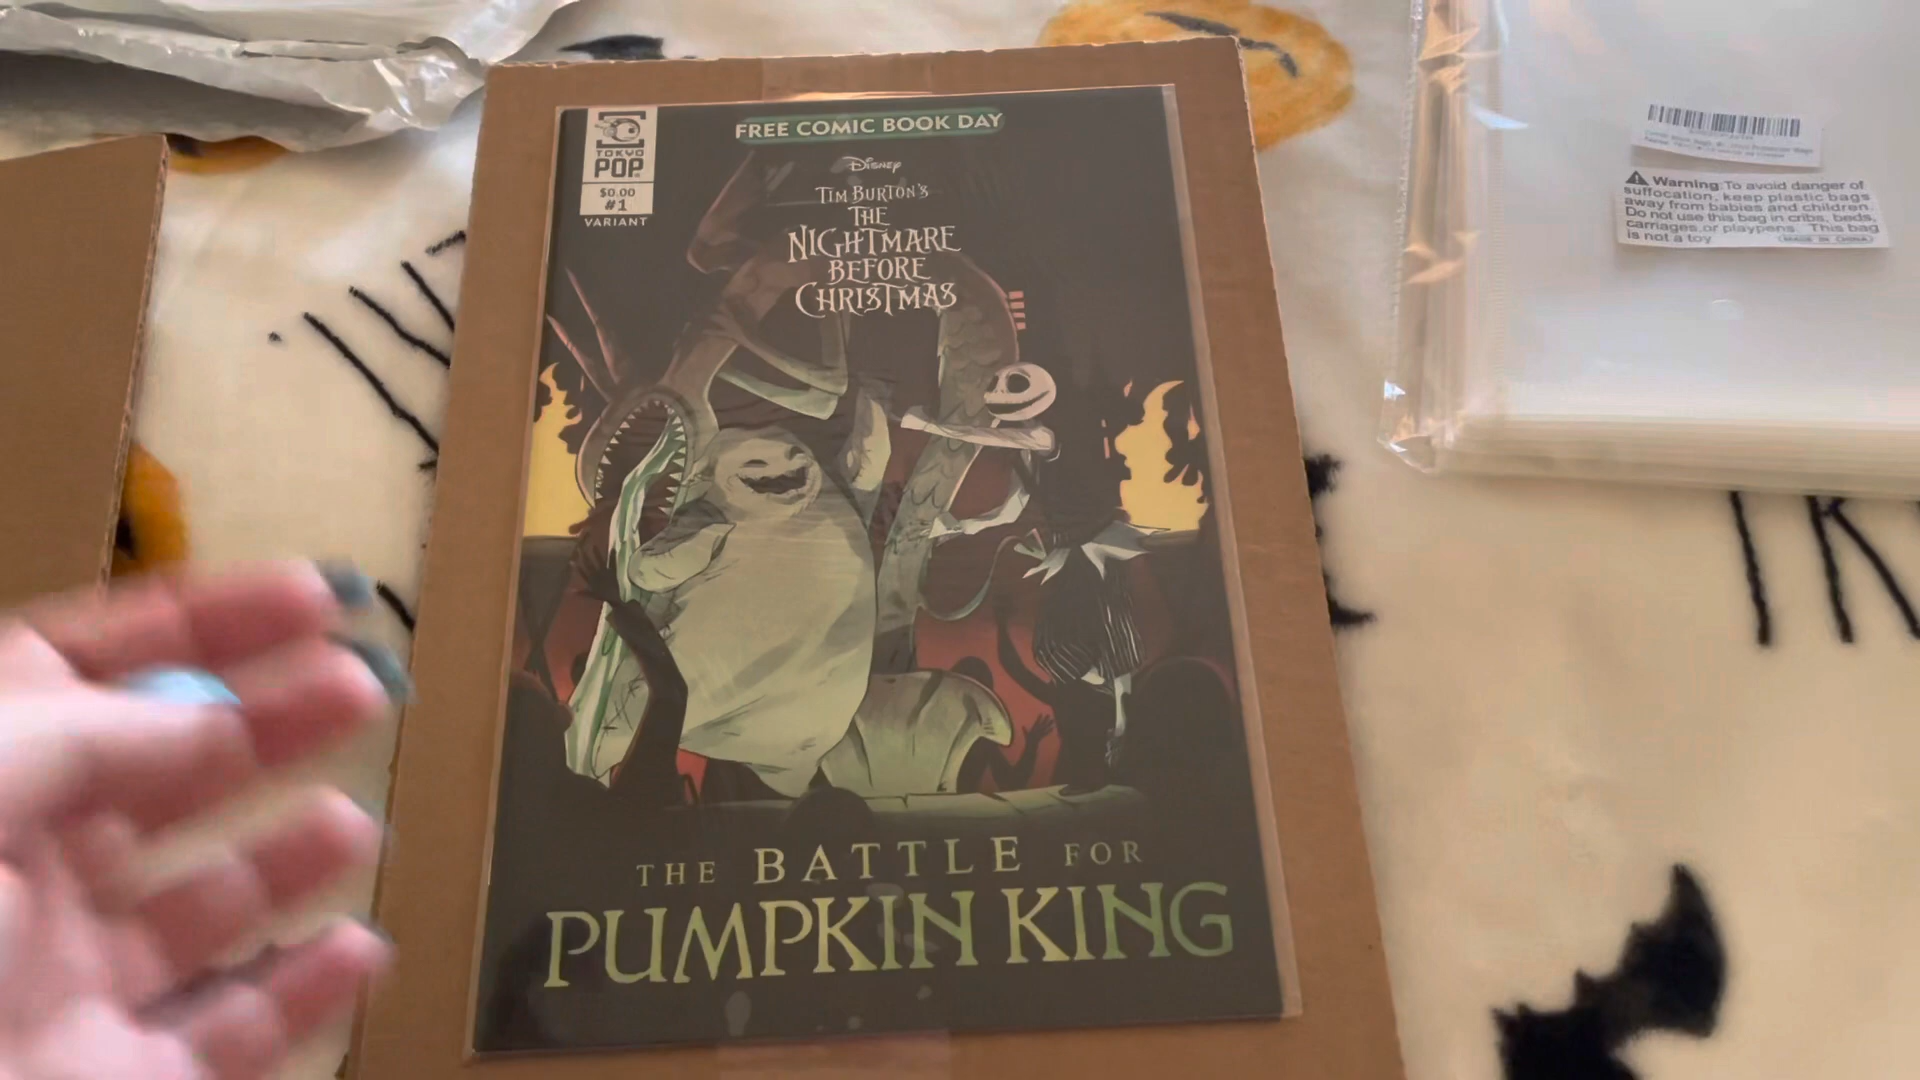 FREE COMIC BOOK DAY
TOKYO
POP
$0.00
#1
VARIANT
Disney
TIM BURTON'S
THE
NIGHTMARE
BEFORE
CHRISTMAS
THE BATTLE FOR
PUMPKIN KING
Warning:To avoid danger of
suffocation, keep plastic bags
away from babies and children.
Do not use this bag in cribs, beds,
carriages,or playpens. This bag
is not a toy
MADE IN CHINA